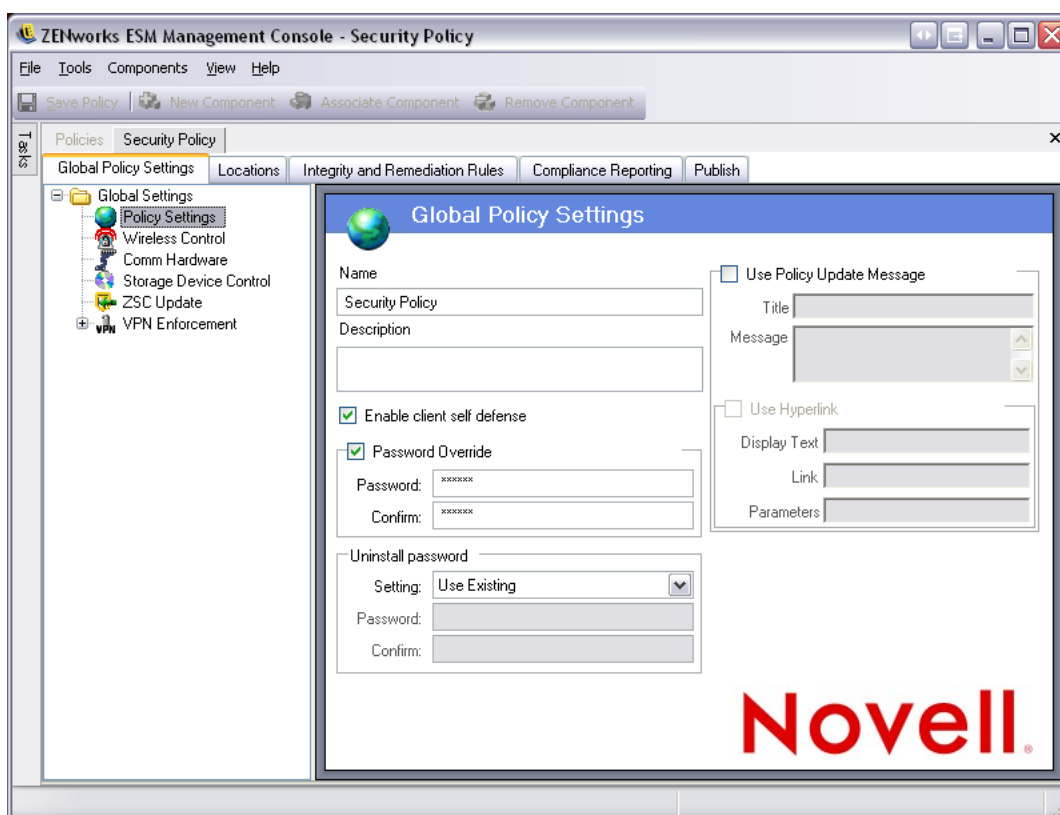 ZENworks ESM Management Console - Security Policy
File Tools Components View Help
Save Policy New Component Associate Component Remove Component
Tasks
Policies Security Policy
Global Policy Settings Locations Integrity and Remediation Rules Compliance Reporting Publish
Global Settings
Policy Settings
Wireless Control
Comm Hardware
Storage Device Control
ZSC Update
VPN VPN Enforcement
Global Policy Settings
Name
Security Policy
Description
Enable client self defense
Password Override
Password: ******
Confirm: ******
Uninstall password
Setting: Use Existing
Password:
Confirm:
Use Policy Update Message
Title
Message
Use Hyperlink
Display Text
Link
Parameters
Novell®